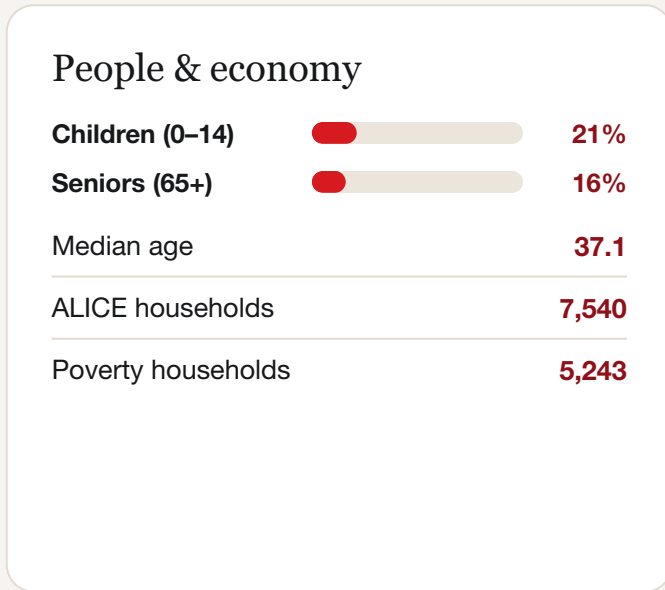 People & economy
Children (0–14) 21%
Seniors (65+) 16%
Median age 37.1
ALICE households 7,540
Poverty households 5,243